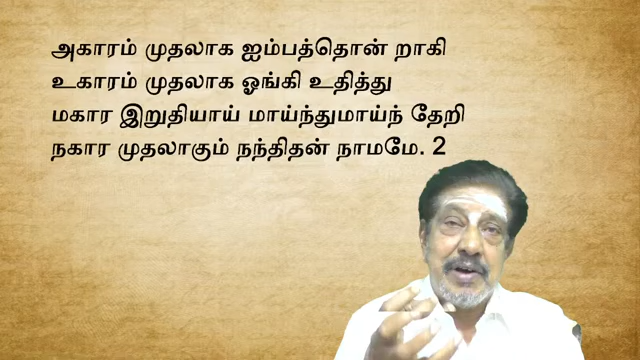 அகாரம் முதலாக ஐம்பத்தொன் றாகி
உகாரம் முதலாக ஓங்கி உதித்து
மகார இறுதியாய் மாய்ந்துமாய்ந் தேறி
நகார முதலாகும் நந்திதன் நாமமே. 2